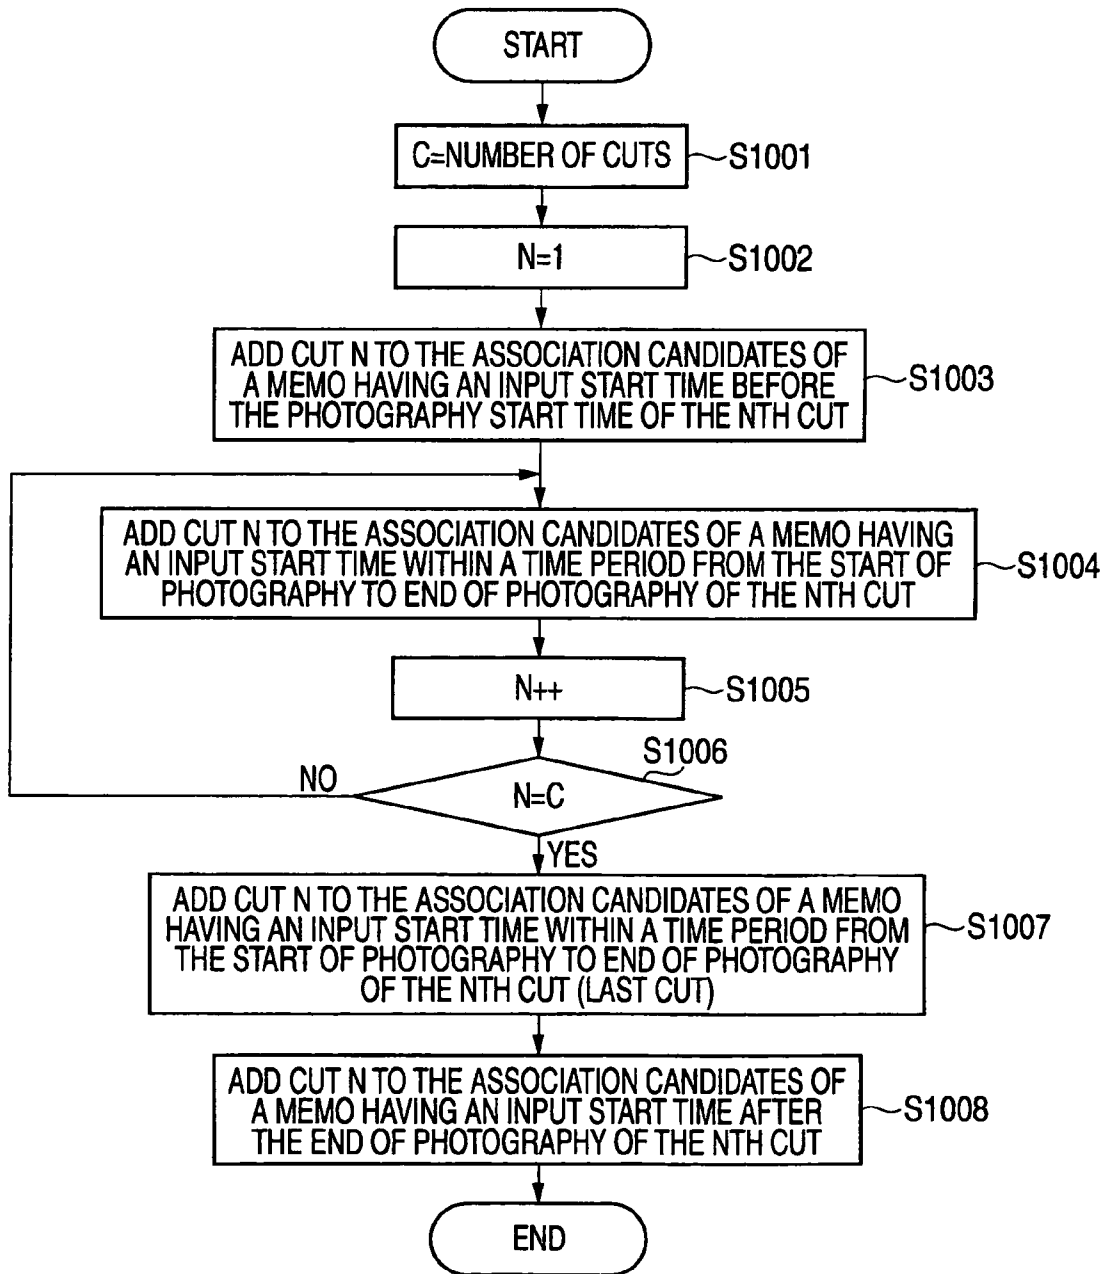 START
C=NUMBER OF CUTS
S1001
N=1
S1002
ADD CUT N TO THE ASSOCIATION CANDIDATES OF
A MEMO HAVING AN INPUT START TIME BEFORE
THE PHOTOGRAPHY START TIME OF THE NTH CUT
S1003
ADD CUT N TO THE ASSOCIATION CANDIDATES OF A MEMO HAVING
AN INPUT START TIME WITHIN A TIME PERIOD FROM THE START OF
PHOTOGRAPHY TO END OF PHOTOGRAPHY OF THE NTH CUT
S1004
N++
S1005
S1006
NO
N=C
YES
ADD CUT N TO THE ASSOCIATION CANDIDATES OF A MEMO
HAVING AN INPUT START TIME WITHIN A TIME PERIOD FROM
THE START OF PHOTOGRAPHY TO END OF PHOTOGRAPHY
OF THE NTH CUT (LAST CUT)
S1007
ADD CUT N TO THE ASSOCIATION CANDIDATES OF
A MEMO HAVING AN INPUT START TIME AFTER
THE END OF PHOTOGRAPHY OF THE NTH CUT
S1008
END